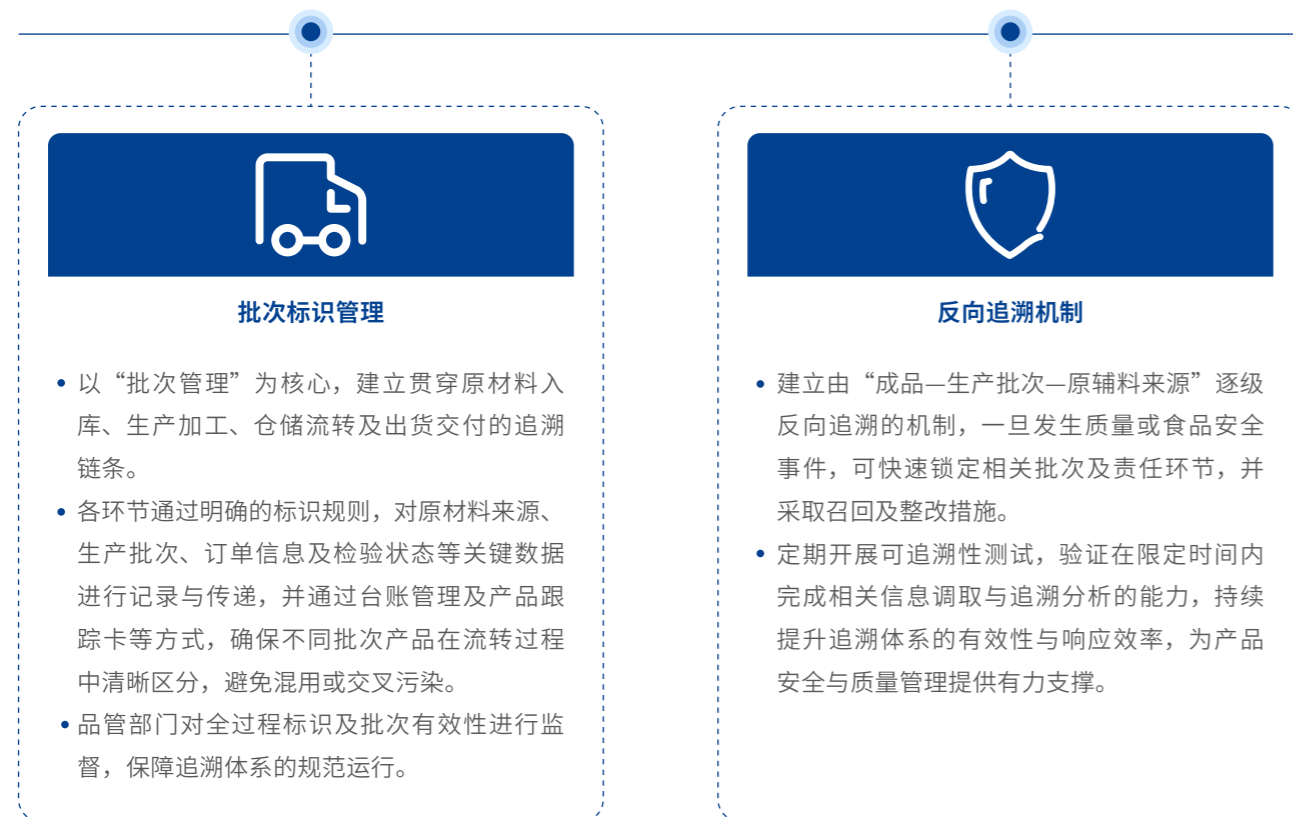 批次标识管理
• 以“批次管理”为核心，建立贯穿原材料入
库、生产加工、仓储流转及出货交付的追溯
链条。
• 各环节通过明确的标识规则，对原材料来源、
生产批次、订单信息及检验状态等关键数据
进行记录与传递，并通过台账管理及产品跟
踪卡等方式，确保不同批次产品在流转过程
中清晰区分，避免混用或交叉污染。
• 品管部门对全过程标识及批次有效性进行监
督，保障追溯体系的规范运行。
反向追溯机制
• 建立由“成品—生产批次—原辅料来源”逐级
反向追溯的机制，一旦发生质量或食品安全
事件，可快速锁定相关批次及责任环节，并
采取召回及整改措施。
• 定期开展可追溯性测试，验证在限定时间内
完成相关信息调取与追溯分析的能力，持续
提升追溯体系的有效性与响应效率，为产品
安全与质量管理提供有力支撑。